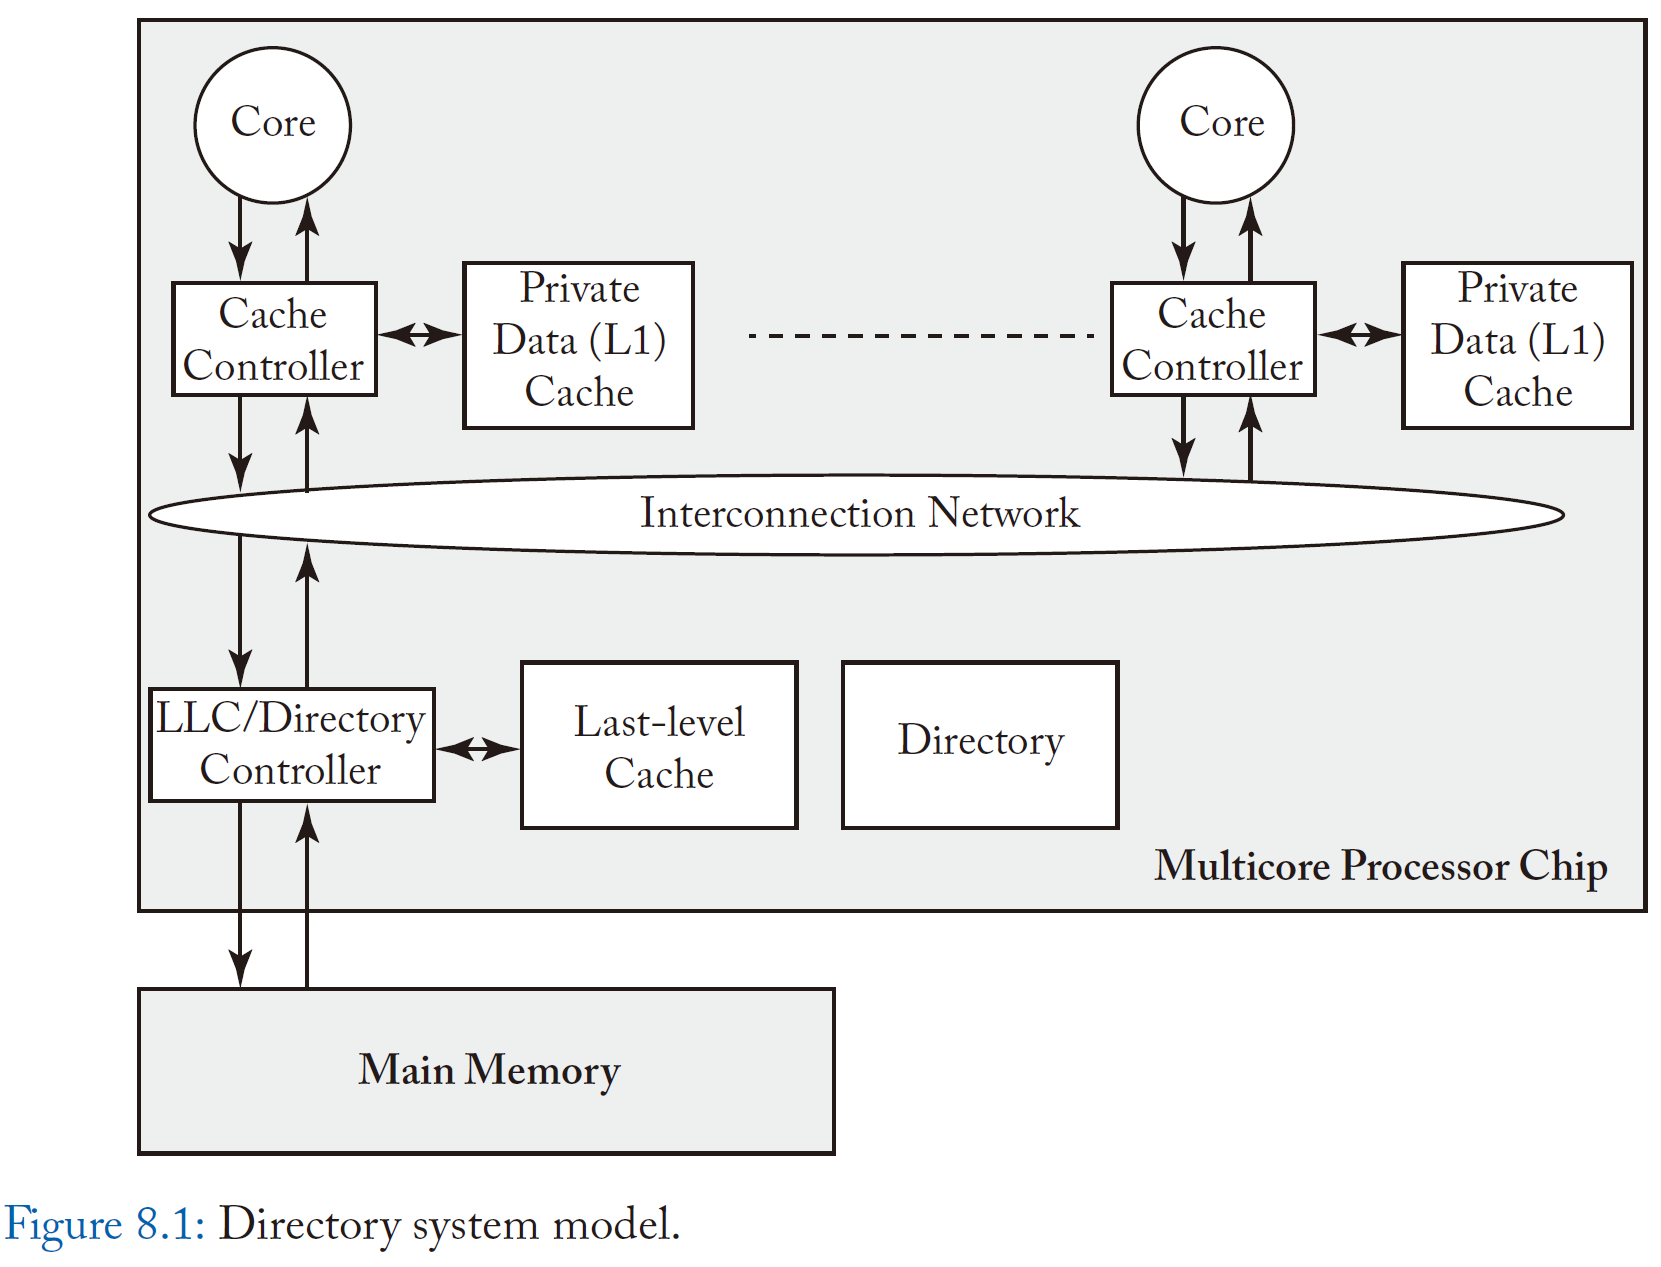 Core
Core
Cache
Controller
Private
Data (L1)
Cache
Cache
Controller
Private
Data (L1)
Cache
Interconnection Network
LLC/Directory
Controller
Last-level
Cache
Directory
Multicore Processor Chip
Main Memory
Figure 8.1: Directory system model.